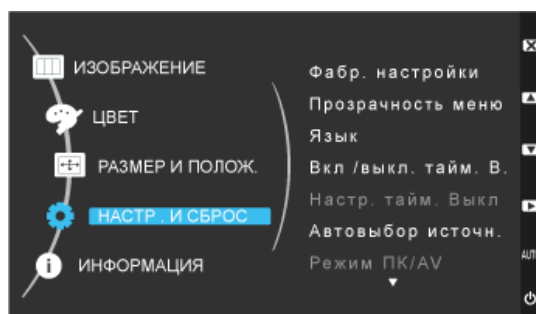 ИЗОБРАЖЕНИЕ
ЦВЕТ
РАЗМЕР И ПОЛОЖ.
НАСТР . И СБРОС
ИНФОРМАЦИЯ
Фабр. настройки
Прозрачность меню
Язык
Вкл /выкл. тайм. В.
Настр. тайм. Выкл
Автовыбор источн.
Режим ПК/AV